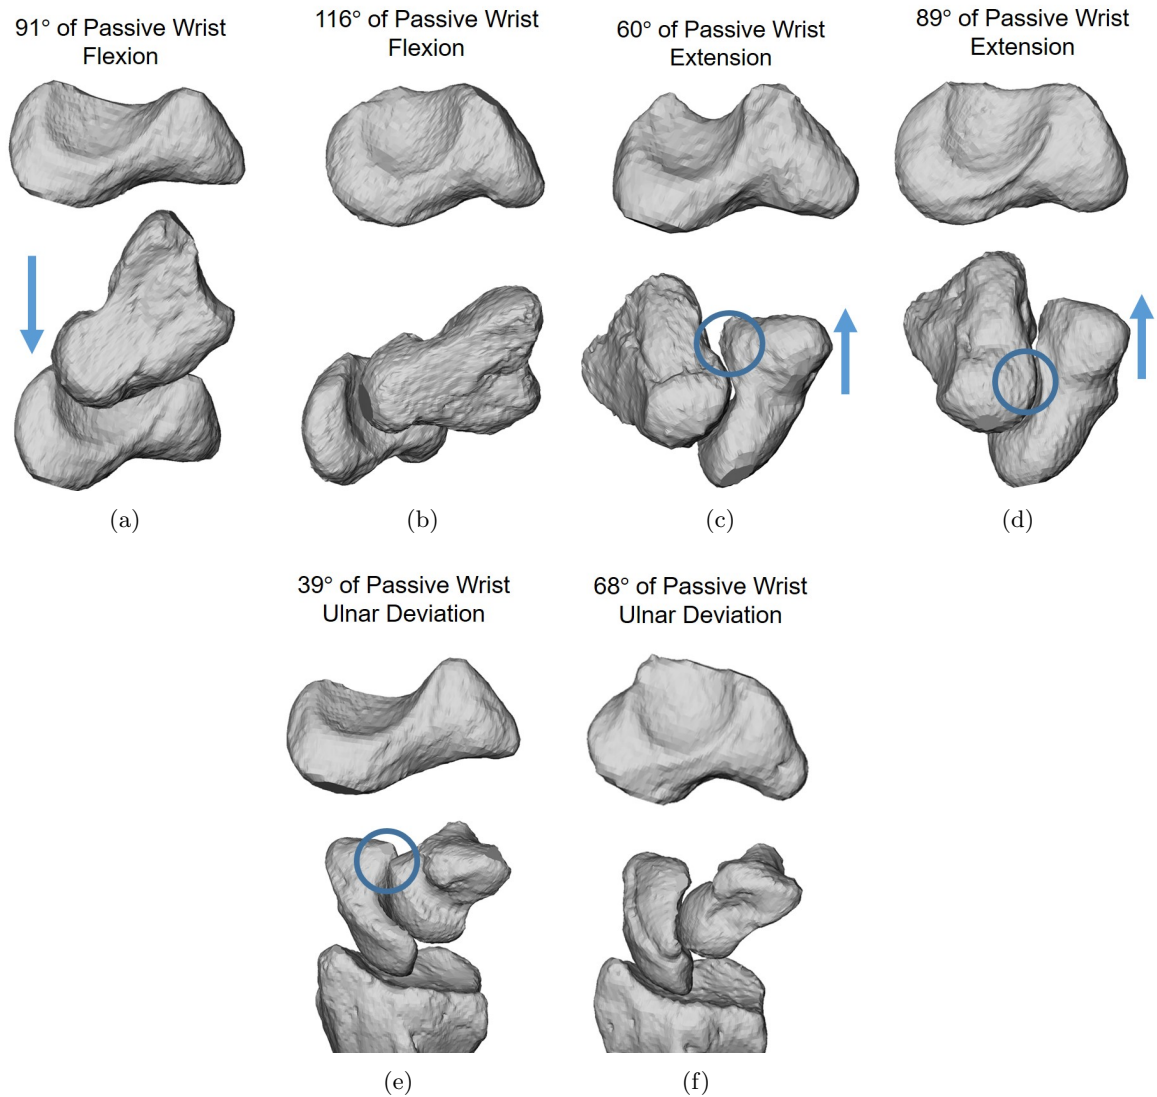 91° of Passive Wrist
Flexion
116° of Passive Wrist
Flexion
60° of Passive Wrist
Extension
89° of Passive Wrist
Extension
(a)
(b)
(c)
(d)
39° of Passive Wrist
Ulnar Deviation
68° of Passive Wrist
Ulnar Deviation
(e)
(f)